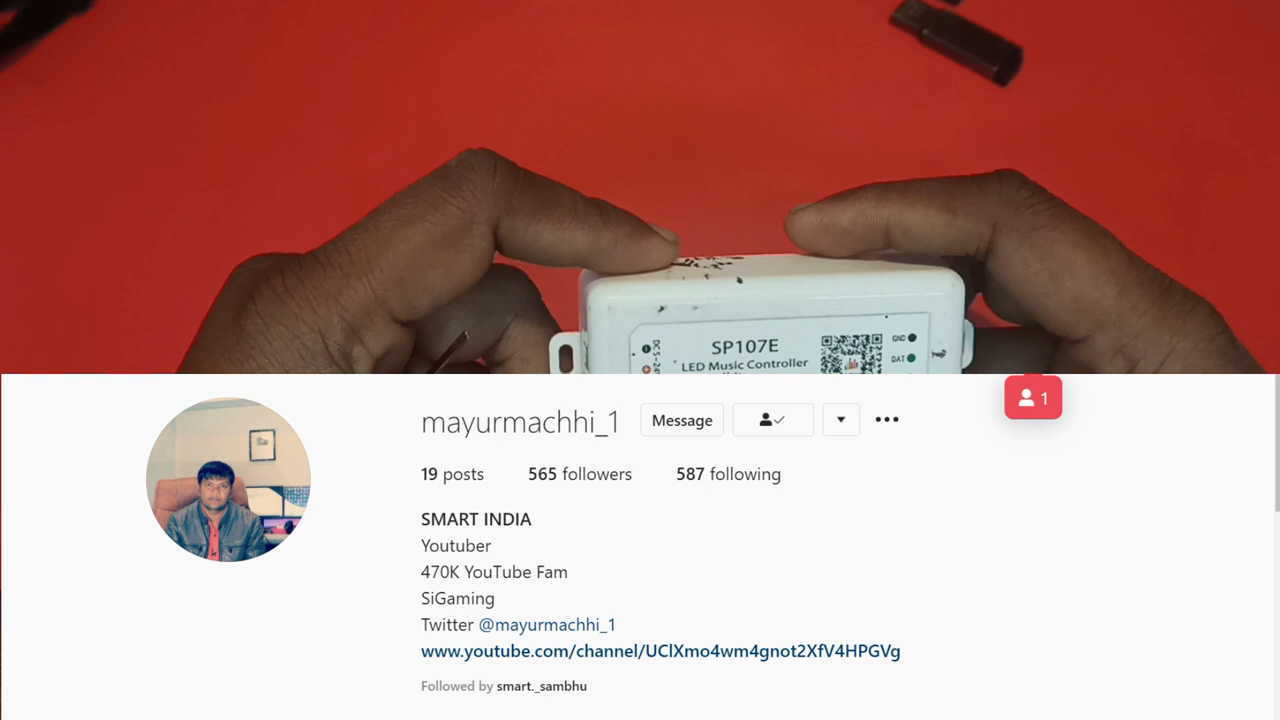 SP107E
LED Music Controller
GND
DAT
mayurmachhi_1
Message
1
19 posts 565 followers 587 following
SMART INDIA
Youtuber
470K YouTube Fam
SiGaming
Twitter @mayurmachhi_1
www.youtube.com/channel/UClXmo4wm4gnot2XfV4HPGVg
Followed by smart._sambhu